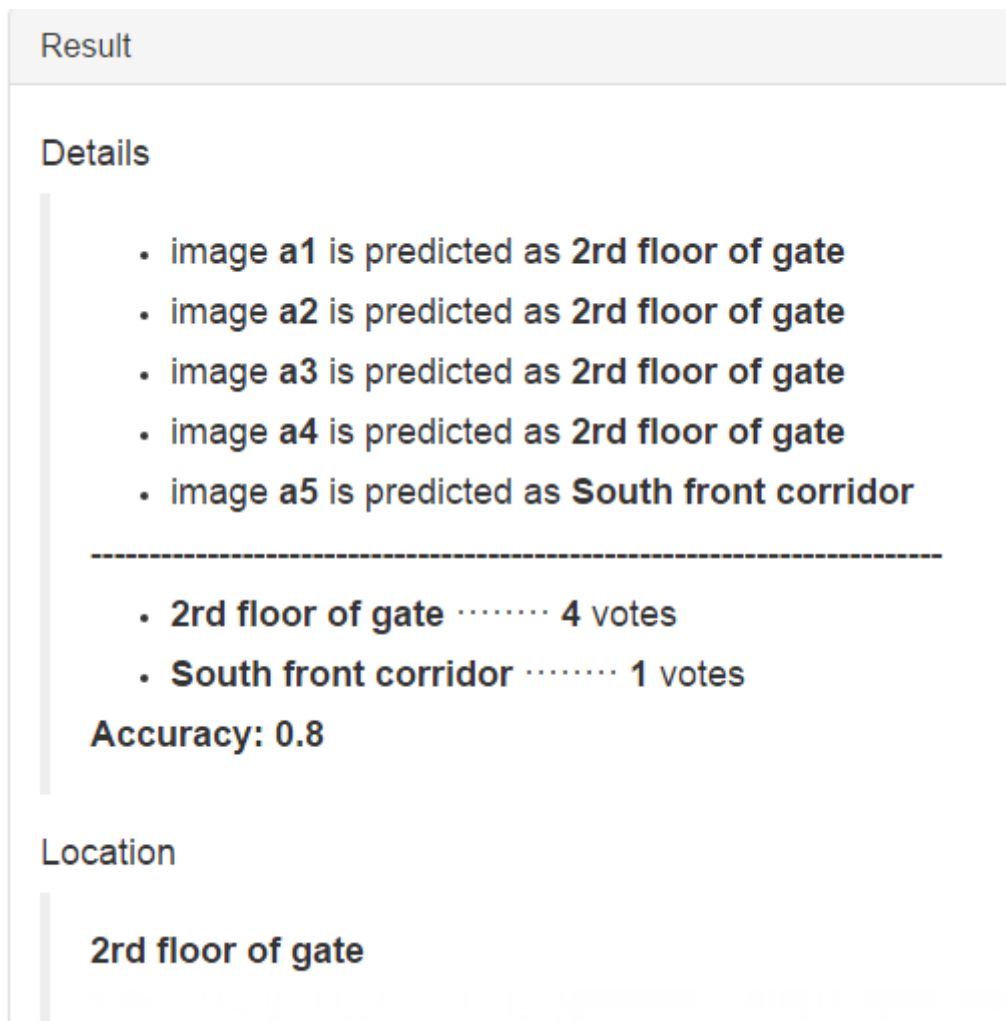 Result
Details
• image a1 is predicted as 2rd floor of gate
• image a2 is predicted as 2rd floor of gate
• image a3 is predicted as 2rd floor of gate
• image a4 is predicted as 2rd floor of gate
• image a5 is predicted as South front corridor
-----------------------------------------------------------------------
• 2rd floor of gate ········ 4 votes
• South front corridor ········ 1 votes
Accuracy: 0.8
Location
2rd floor of gate